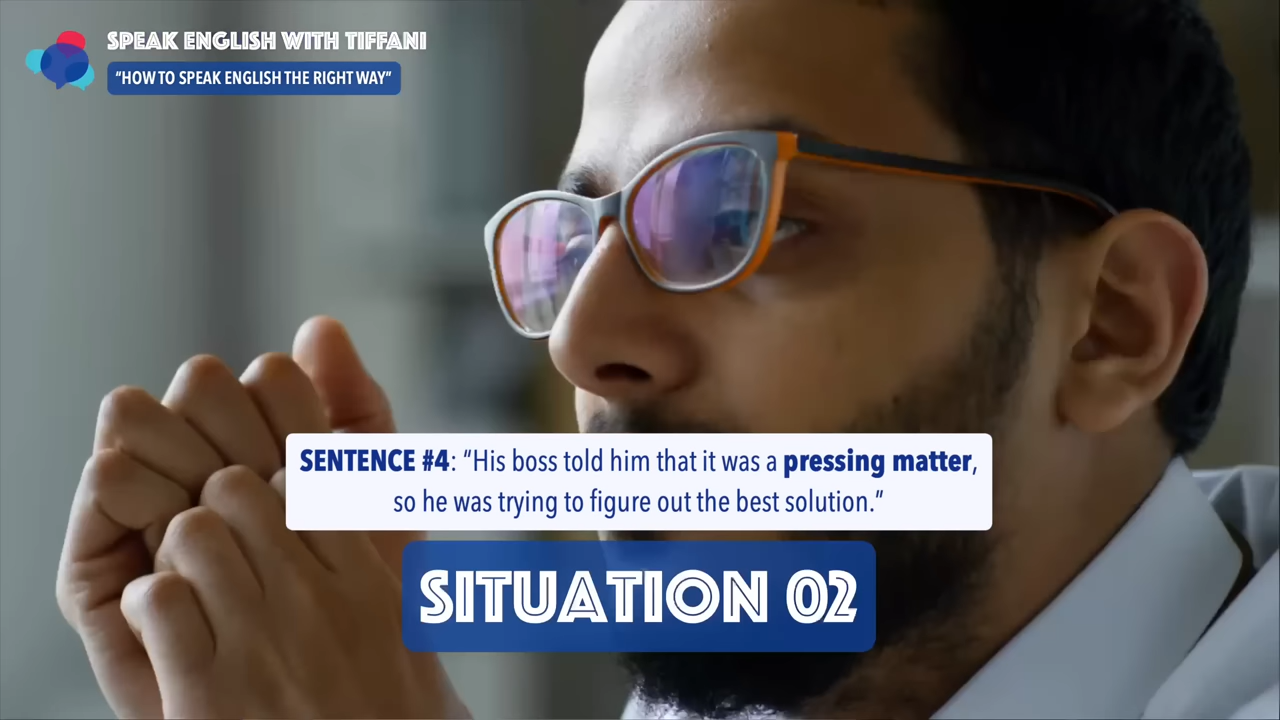 SPEAK ENGLISH WITH TIFFANI
“HOW TO SPEAK ENGLISH THE RIGHT WAY”
SENTENCE #4: “His boss told him that it was a pressing matter,
so he was trying to figure out the best solution.”
SITUATION 02